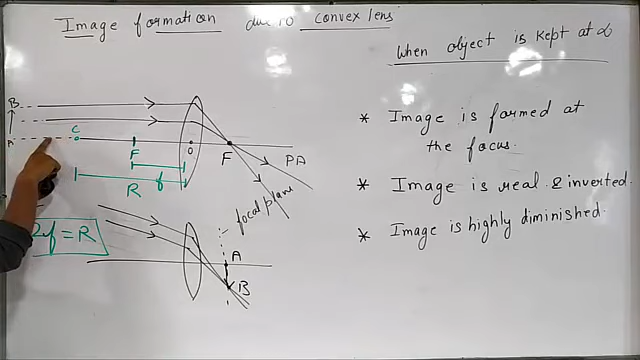 Image formation due to convex lens
When object is kept at ∞
* Image is formed at
the focus.
* Image is real & inverted.
* Image is highly diminished.
B
A
C
F
O
F
PA
f
R
focal plane
2f = R
A
B